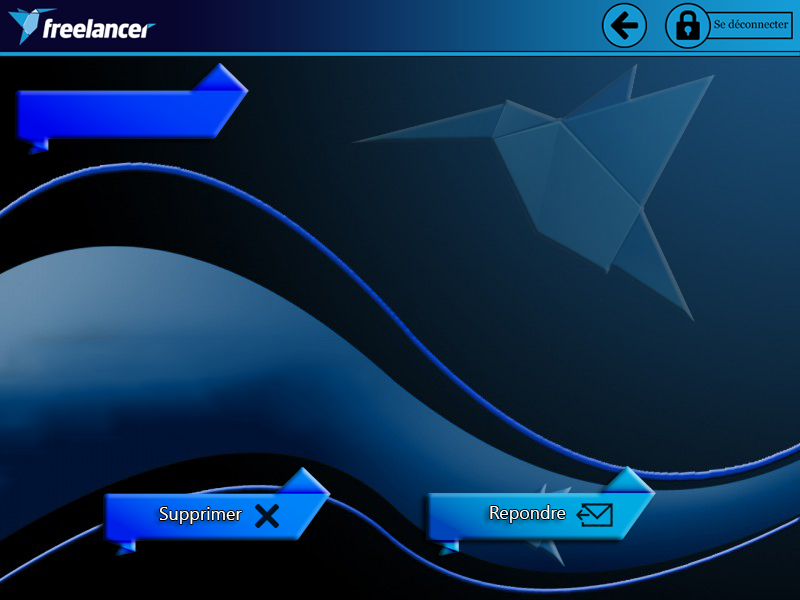 freelancer
Se déconnecter
Supprimer
Repondre